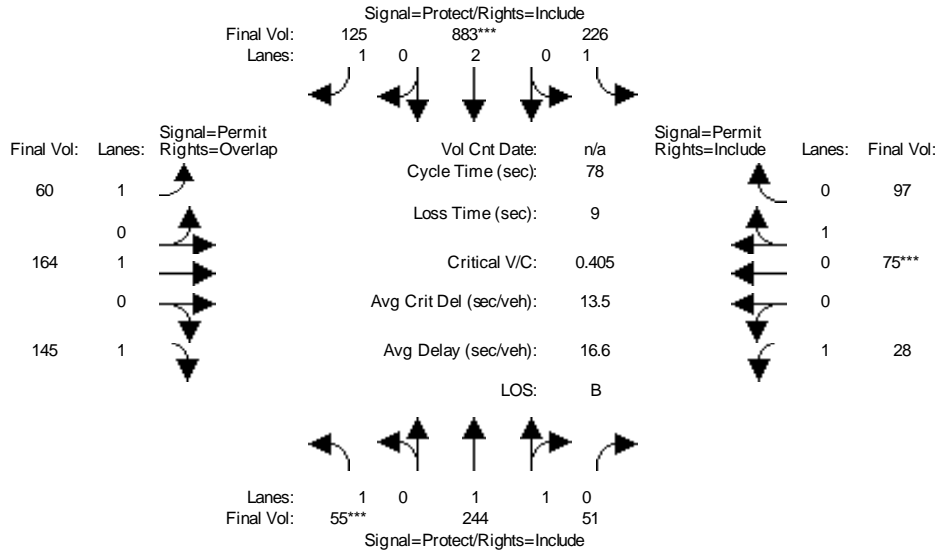 Signal=Protect/Rights=Include
Final Vol: 125 883*** 226
Lanes: 1 0 2 0 1
Signal=Permit
Final Vol: Lanes: Rights=Overlap
Vol Cnt Date: n/a
Signal=Permit
Rights=Include Lanes: Final Vol:
Cycle Time (sec): 78
60 1
0 97
Loss Time (sec): 9
0
1
164 1
Critical V/C: 0.405
0 75***
0
Avg Crit Del (sec/veh): 13.5
0
145 1
Avg Delay (sec/veh): 16.6
1 28
LOS: B
Lanes: 1 0 1 1 0
Final Vol: 55*** 244 51
Signal=Protect/Rights=Include